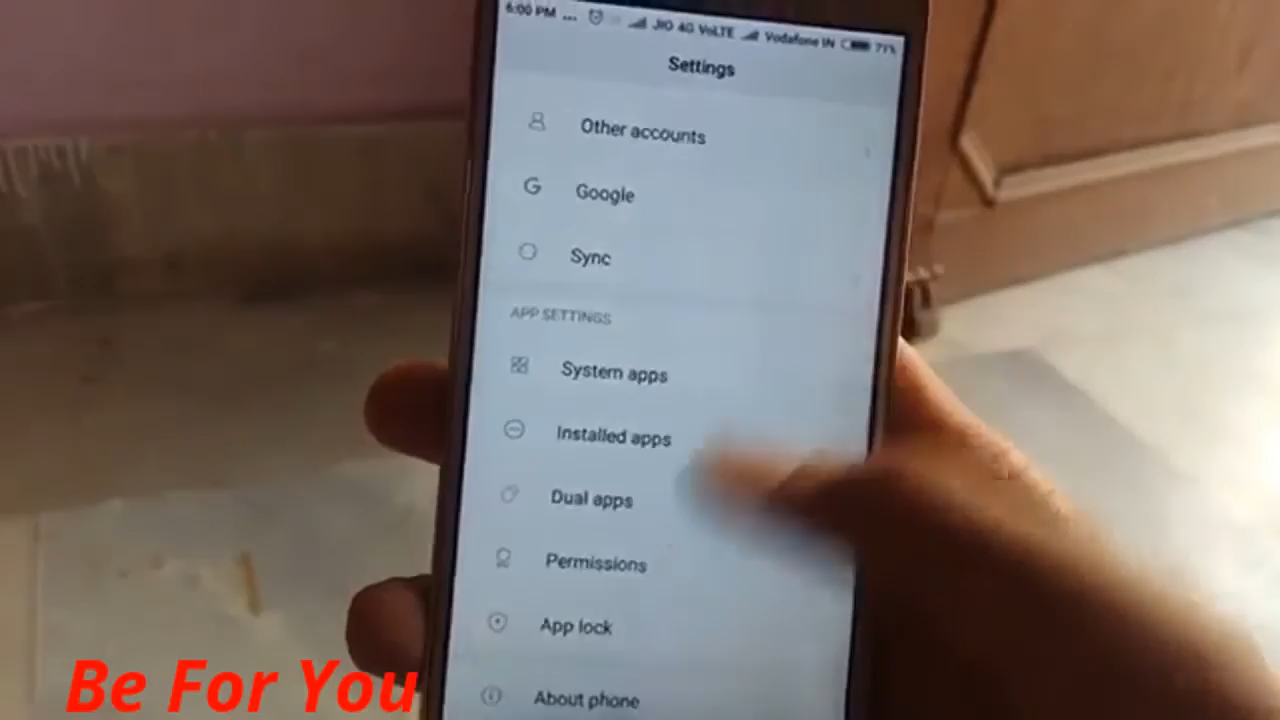 6:00 PM ... JIO 4G VoLTE Vodafone IN 71%
Settings
Other accounts
Google
Sync
APP SETTINGS
System apps
Installed apps
Dual apps
Permissions
App lock
About phone
Be For You